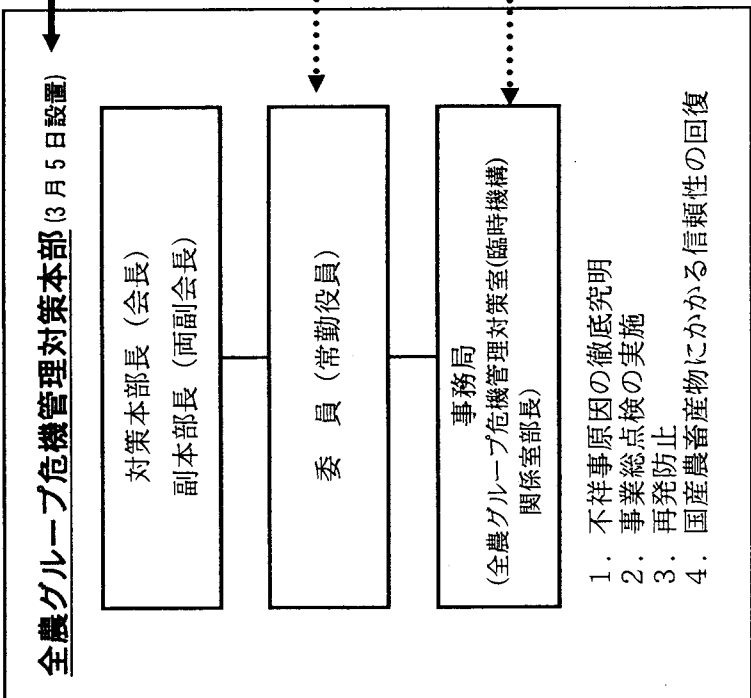 全農グループ危機管理対策本部(3月5日設置)
対策本部長（会長）
副本部長（両副会長）
委　員（常勤役員）
事務局
(全農グループ危機管理対策室(臨時機構)
関係室部長）
1．不祥事原因の徹底究明
2．事業総点検の実施
3．再発防止
4．国産農畜産物にかかる信頼性の回復